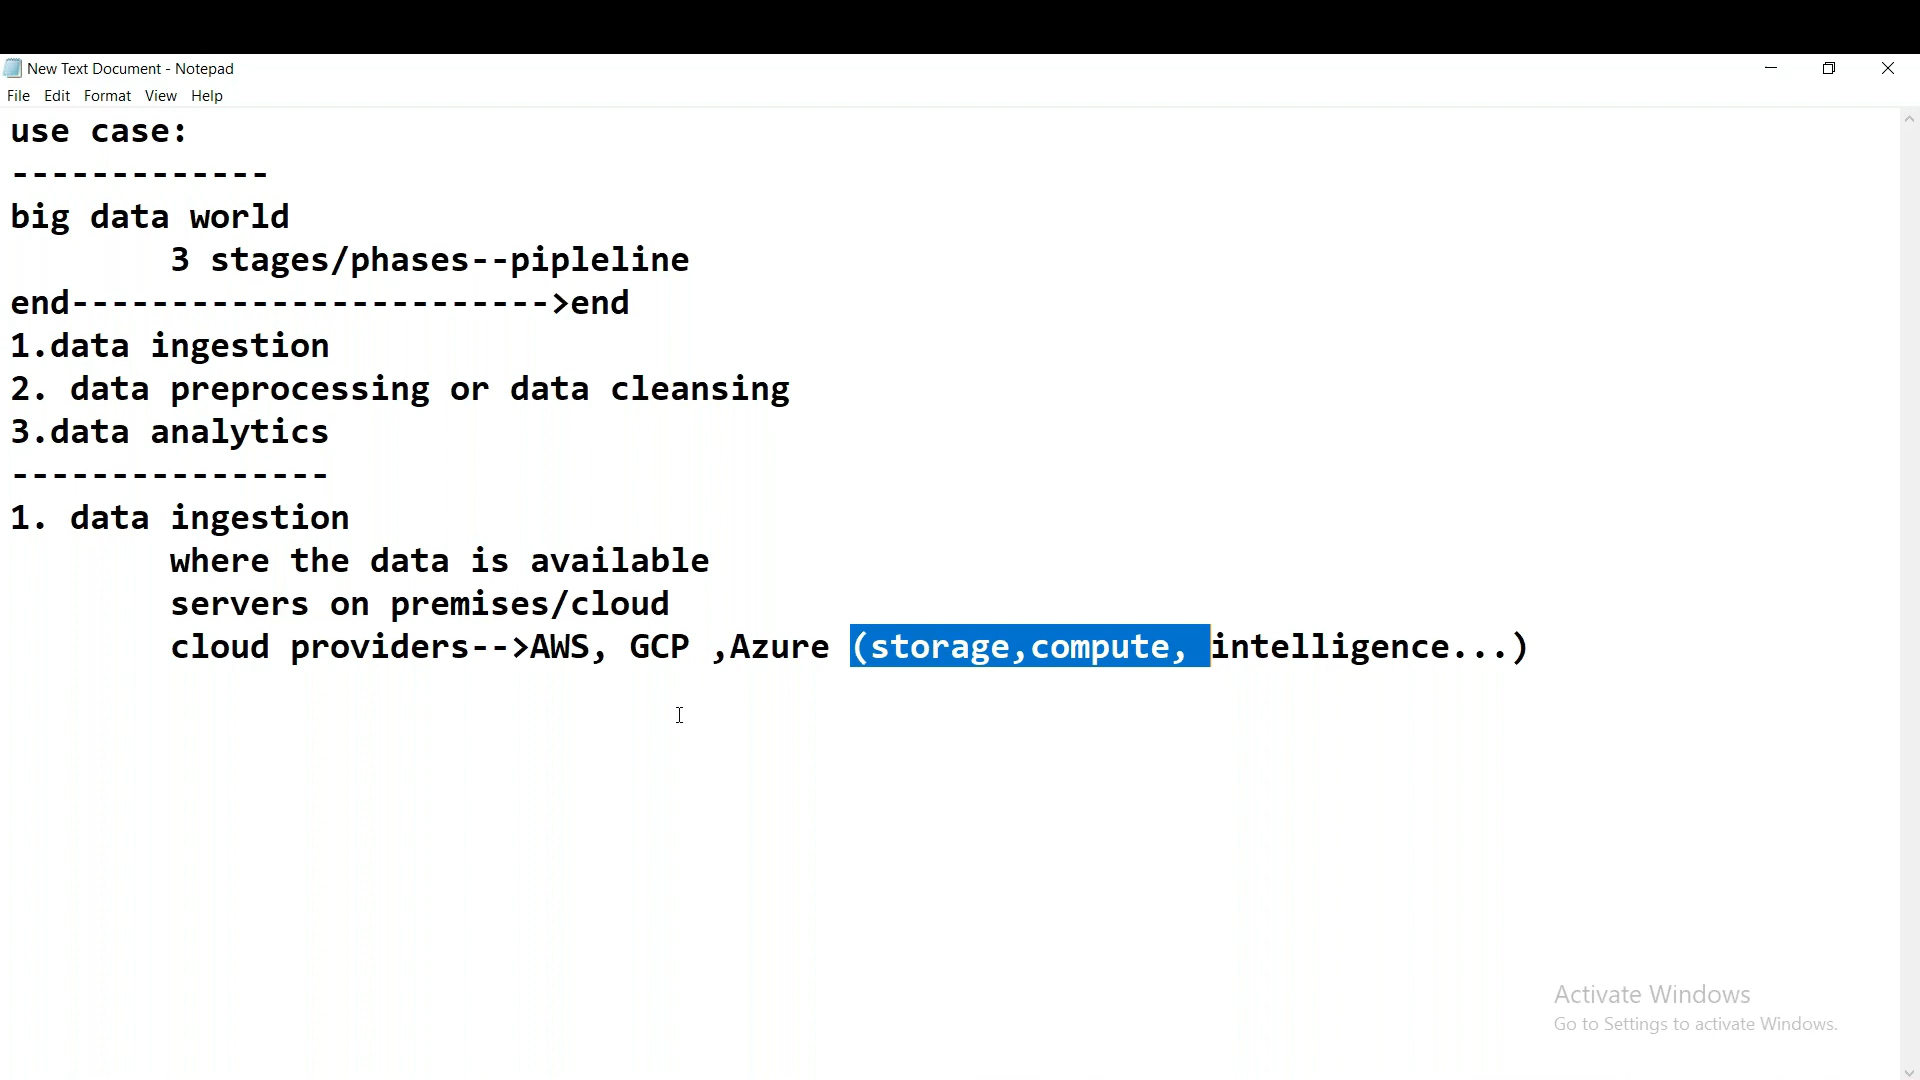 New Text Document - Notepad
File Edit Format View Help
use case:
-------------
big data world
3 stages/phases--pipleline
end------------------------>end
1.data ingestion
2. data preprocessing or data cleansing
3.data analytics
----------------
1. data ingestion
where the data is available
servers on premises/cloud
cloud providers-->AWS, GCP ,Azure (storage,compute, intelligence...)
Activate Windows
Go to Settings to activate Windows.